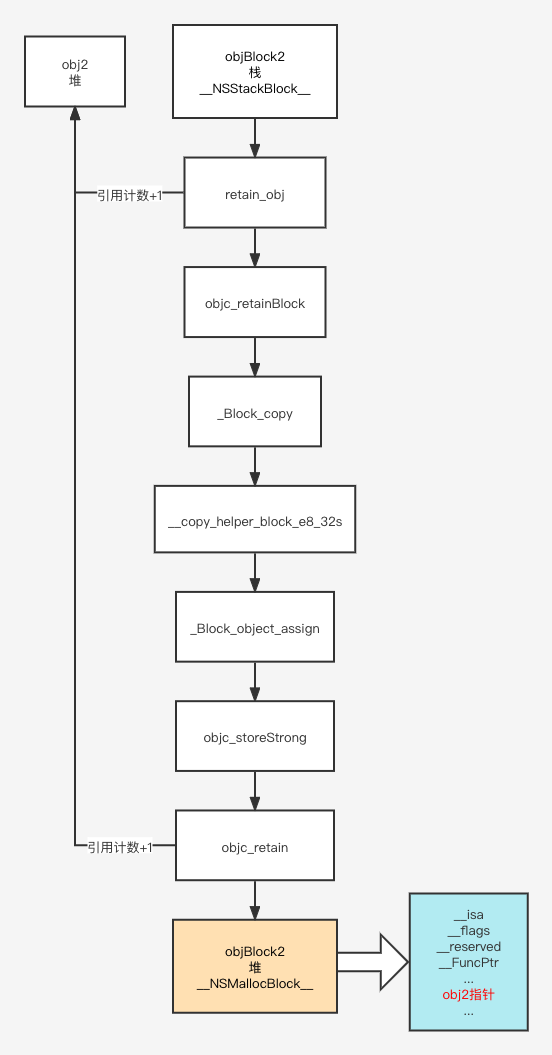 obj2
堆
objBlock2
栈
__NSStackBlock__
引用计数+1
retain_obj
objc_retainBlock
_Block_copy
__copy_helper_block_e8_32s
_Block_object_assign
objc_storeStrong
引用计数+1
objc_retain
objBlock2
堆
__NSMallocBlock__
__isa
__flags
__reserved
__FuncPtr
...
obj2指针
...